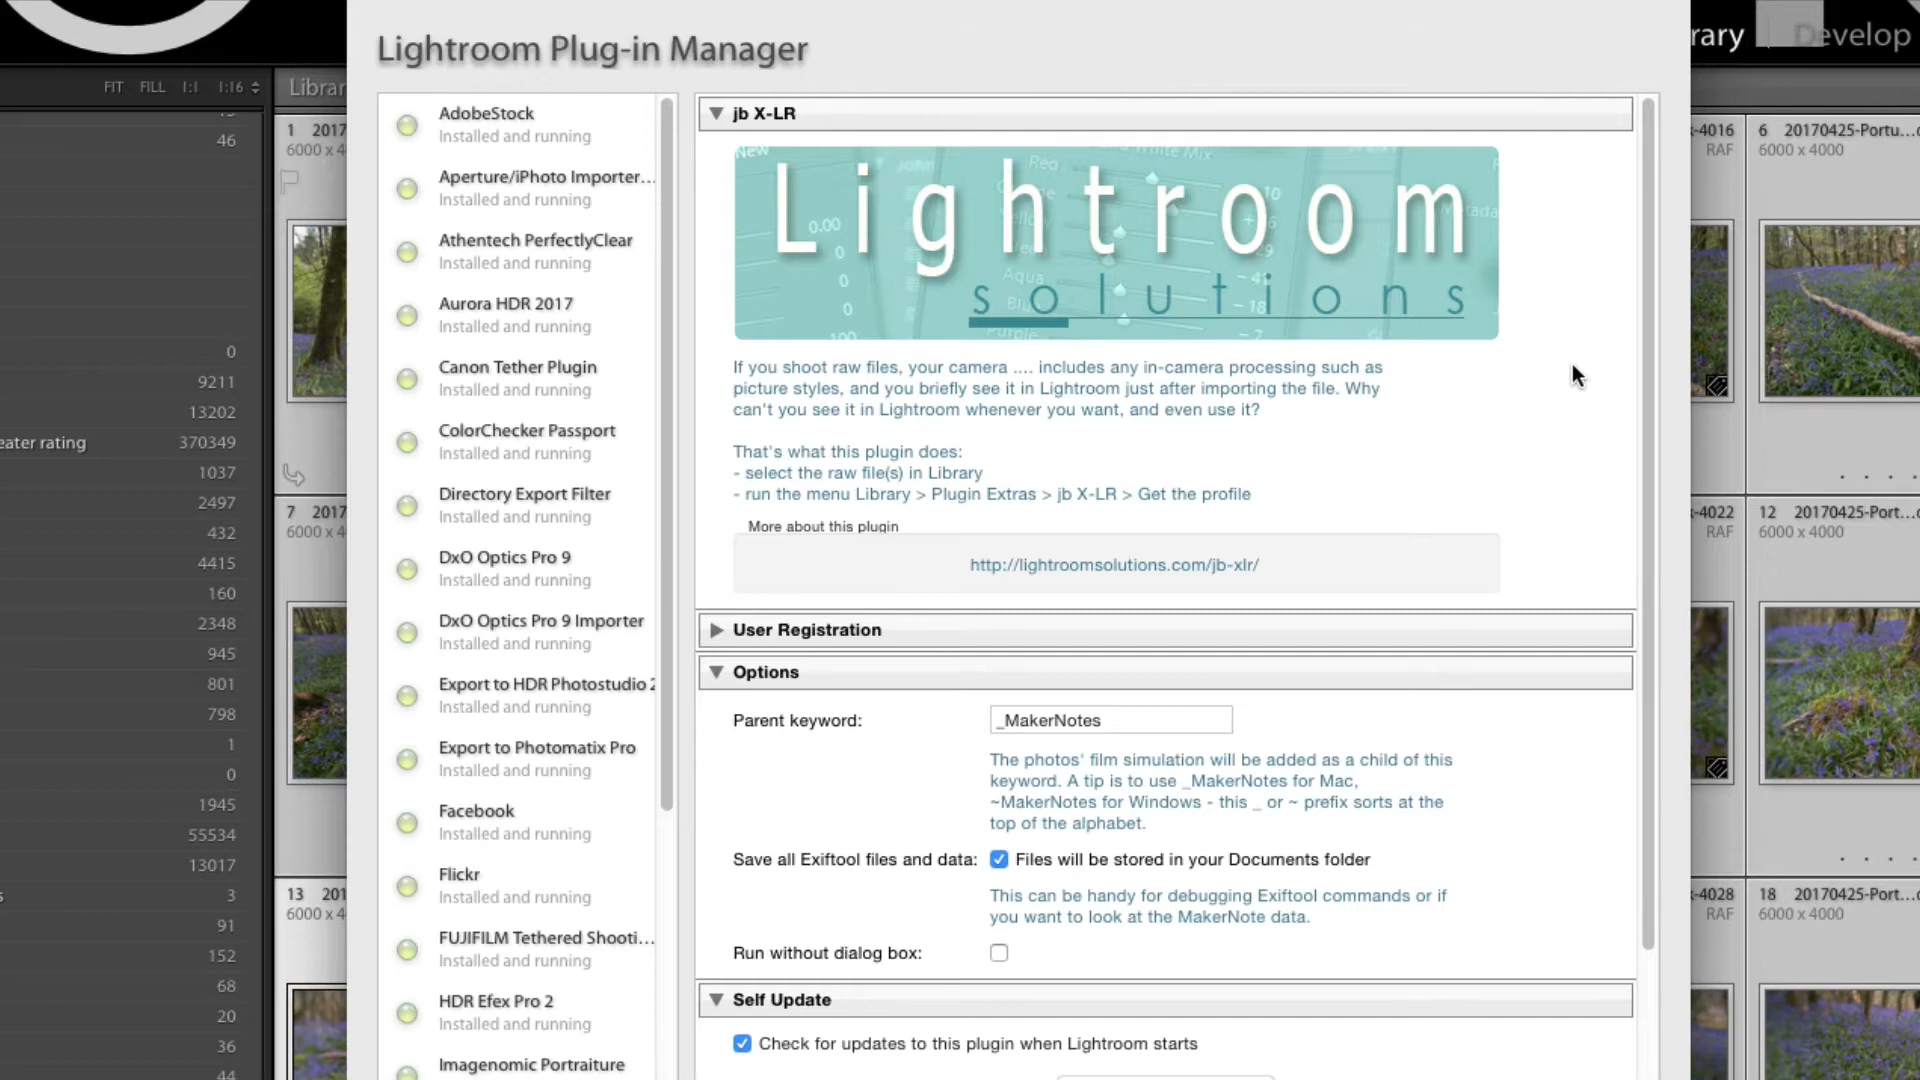 Lightroom Plug-in Manager
rary
Develop
FIT FILL 1:1 1:16
Librar
46
0
9211
13202
eater rating 370349
1037
2497
432
4415
160
2348
945
801
798
1
0
1945
55534
13017
s 3
91
152
68
20
36
44
1 2017
6000 x 4
7 2017
6000 x 4
13 201
6000 x 4
AdobeStock
Installed and running
Aperture/iPhoto Importer...
Installed and running
Athentech PerfectlyClear
Installed and running
Aurora HDR 2017
Installed and running
Canon Tether Plugin
Installed and running
ColorChecker Passport
Installed and running
Directory Export Filter
Installed and running
DxO Optics Pro 9
Installed and running
DxO Optics Pro 9 Importer
Installed and running
Export to HDR Photostudio 2
Installed and running
Export to Photomatix Pro
Installed and running
Facebook
Installed and running
Flickr
Installed and running
FUJIFILM Tethered Shooti...
Installed and running
HDR Efex Pro 2
Installed and running
Imagenomic Portraiture
jb X-LR
Lightroom
solutions
If you shoot raw files, your camera .... includes any in-camera processing such as
picture styles, and you briefly see it in Lightroom just after importing the file. Why
can't you see it in Lightroom whenever you want, and even use it?
That's what this plugin does:
- select the raw file(s) in Library
- run the menu Library > Plugin Extras > jb X-LR > Get the profile
More about this plugin
http://lightroomsolutions.com/jb-xlr/
User Registration
Options
Parent keyword: _MakerNotes
The photos' film simulation will be added as a child of this
keyword. A tip is to use _MakerNotes for Mac,
~MakerNotes for Windows - this _ or ~ prefix sorts at the
top of the alphabet.
Save all Exiftool files and data: Files will be stored in your Documents folder
This can be handy for debugging Exiftool commands or if
you want to look at the MakerNote data.
Run without dialog box:
Self Update
Check for updates to this plugin when Lightroom starts
-4016
RAF
6 20170425-Portu...
6000 x 4000
-4022
RAF
12 20170425-Port...
6000 x 4000
-4028
RAF
18 20170425-Port...
6000 x 4000